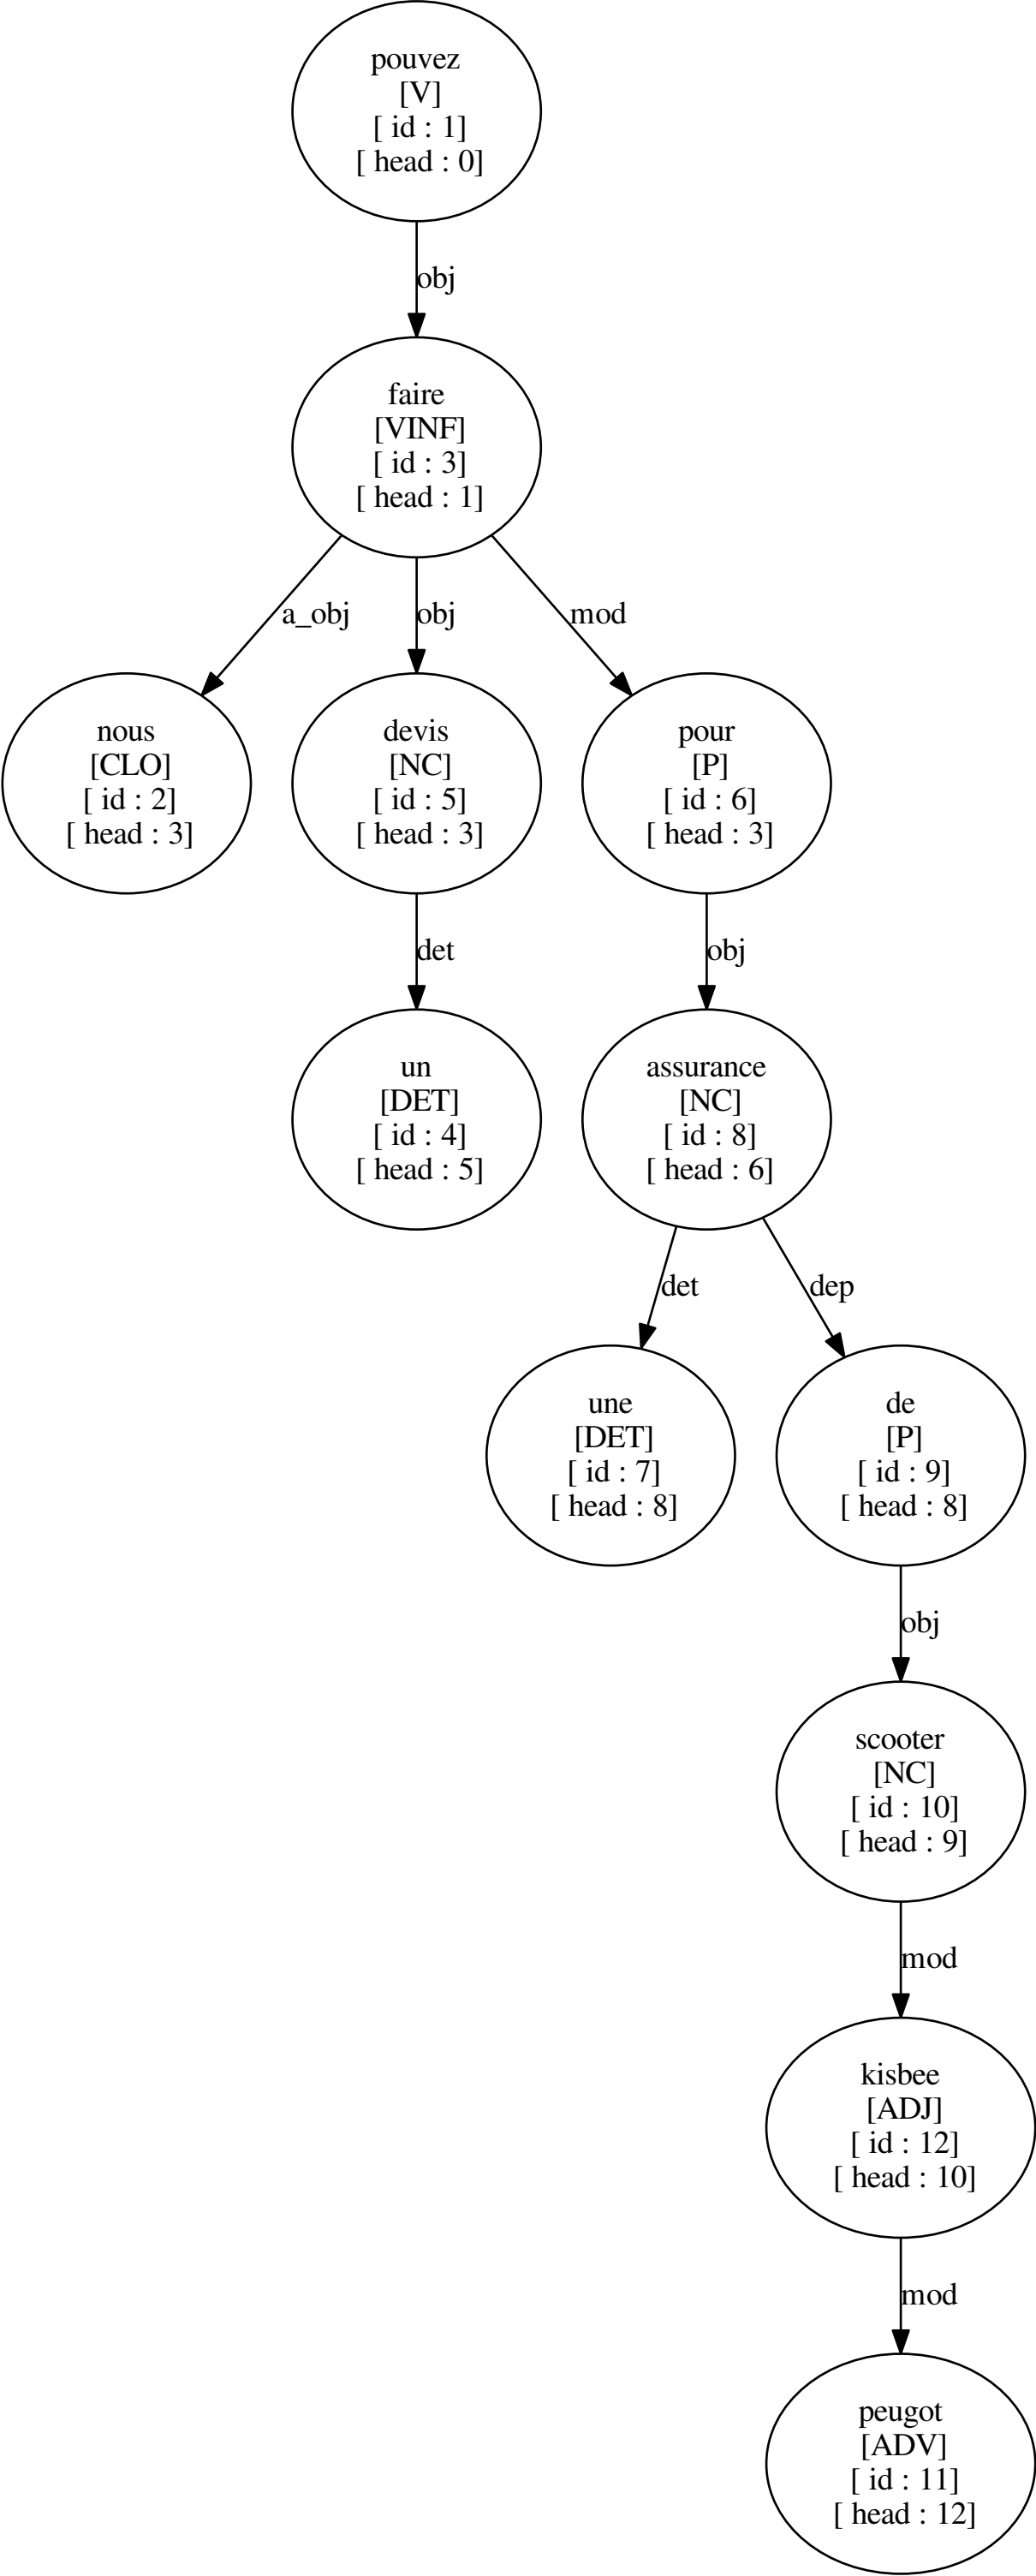 pouvez
[V]
[ id : 1]
[ head : 0]
obj
faire
[VINF]
[ id : 3]
[ head : 1]
a_obj
obj
mod
nous
[CLO]
[ id : 2]
[ head : 3]
devis
[NC]
[ id : 5]
[ head : 3]
pour
[P]
[ id : 6]
[ head : 3]
det
obj
un
[DET]
[ id : 4]
[ head : 5]
assurance
[NC]
[ id : 8]
[ head : 6]
det
dep
une
[DET]
[ id : 7]
[ head : 8]
de
[P]
[ id : 9]
[ head : 8]
obj
scooter
[NC]
[ id : 10]
[ head : 9]
mod
kisbee
[ADJ]
[ id : 12]
[ head : 10]
mod
peugot
[ADV]
[ id : 11]
[ head : 12]